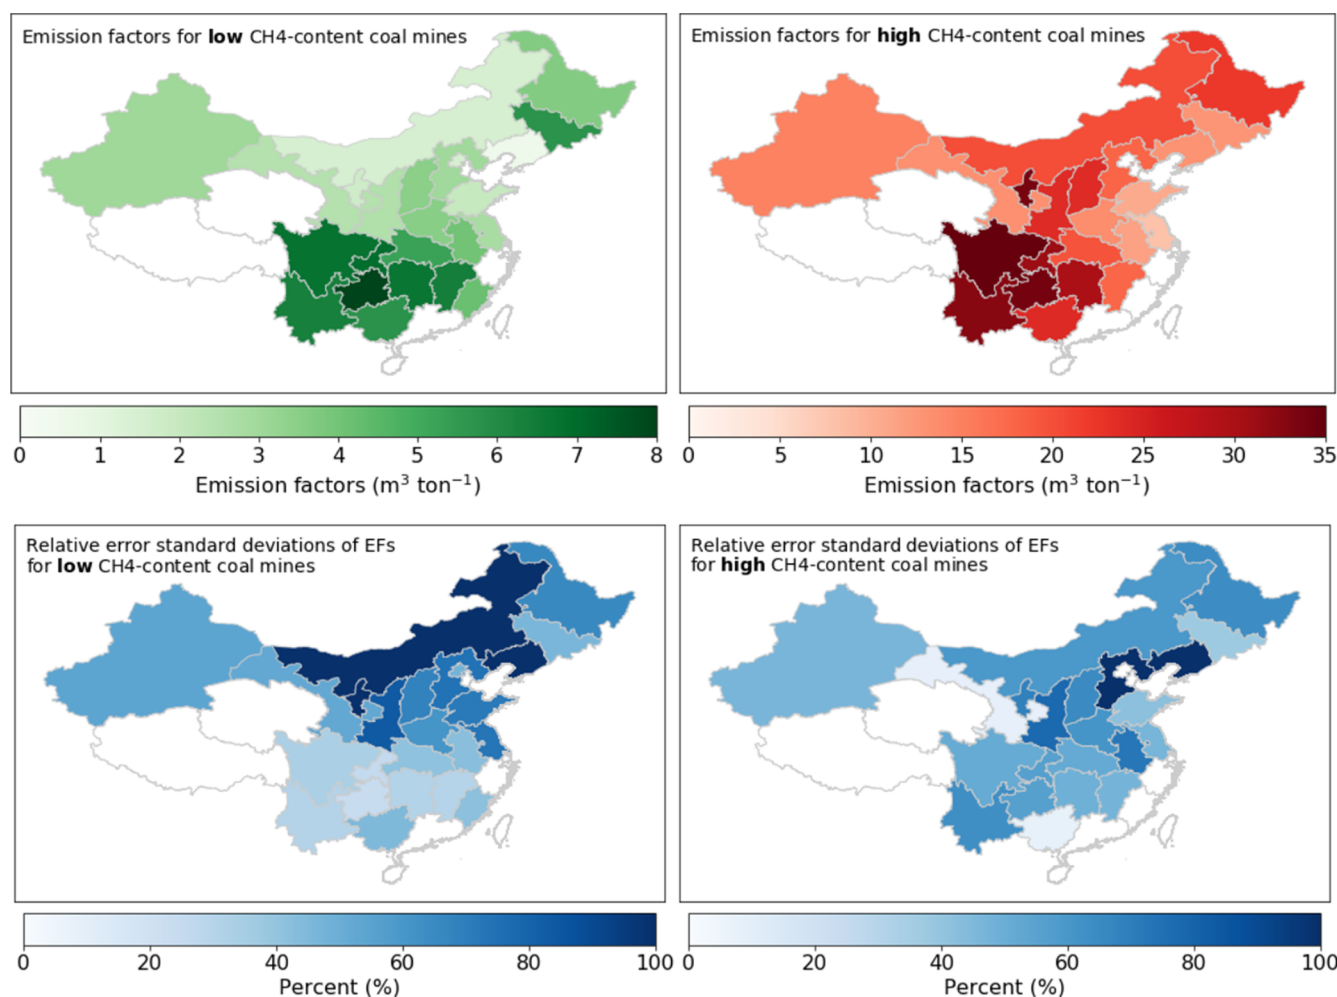 Emission factors for low CH4-content coal mines
Emission factors for high CH4-content coal mines
0 1 2 3 4 5 6 7 8
Emission factors (m³ ton⁻¹)
0 5 10 15 20 25 30 35
Emission factors (m³ ton⁻¹)
Relative error standard deviations of EFs
for low CH4-content coal mines
Relative error standard deviations of EFs
for high CH4-content coal mines
0 20 40 60 80 100
Percent (%)
0 20 40 60 80 100
Percent (%)